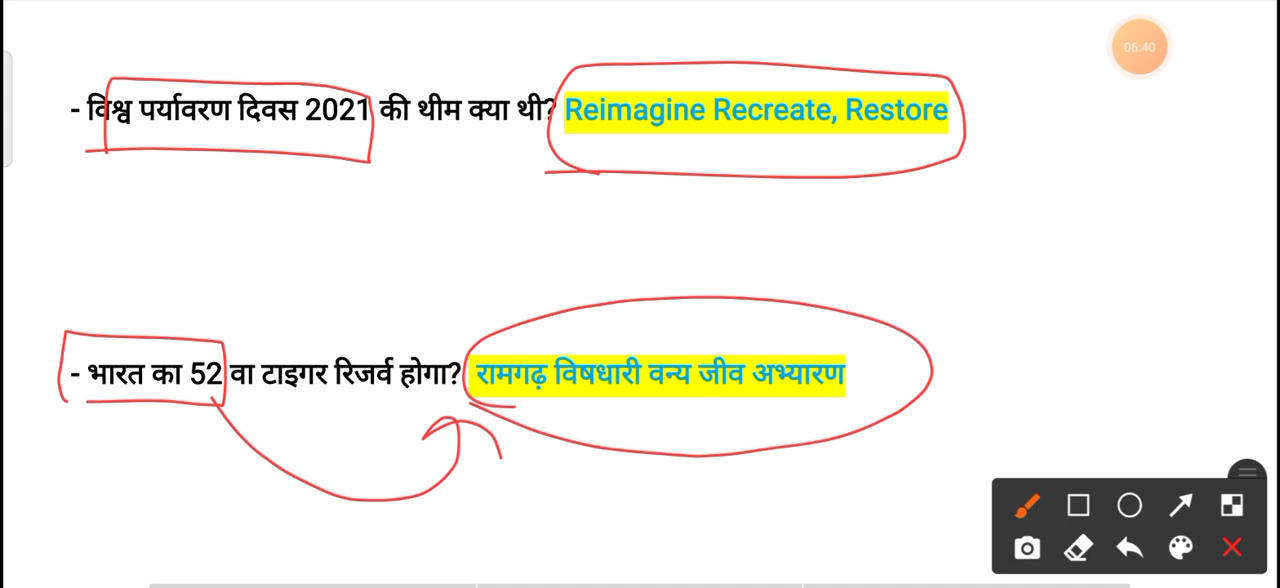 06:40
- विश्व पर्यावरण दिवस 2021 की थीम क्या थी? Reimagine Recreate, Restore
- भारत का 52 वा टाइगर रिजर्व होगा? रामगढ़ विषधारी वन्य जीव अभ्यारण